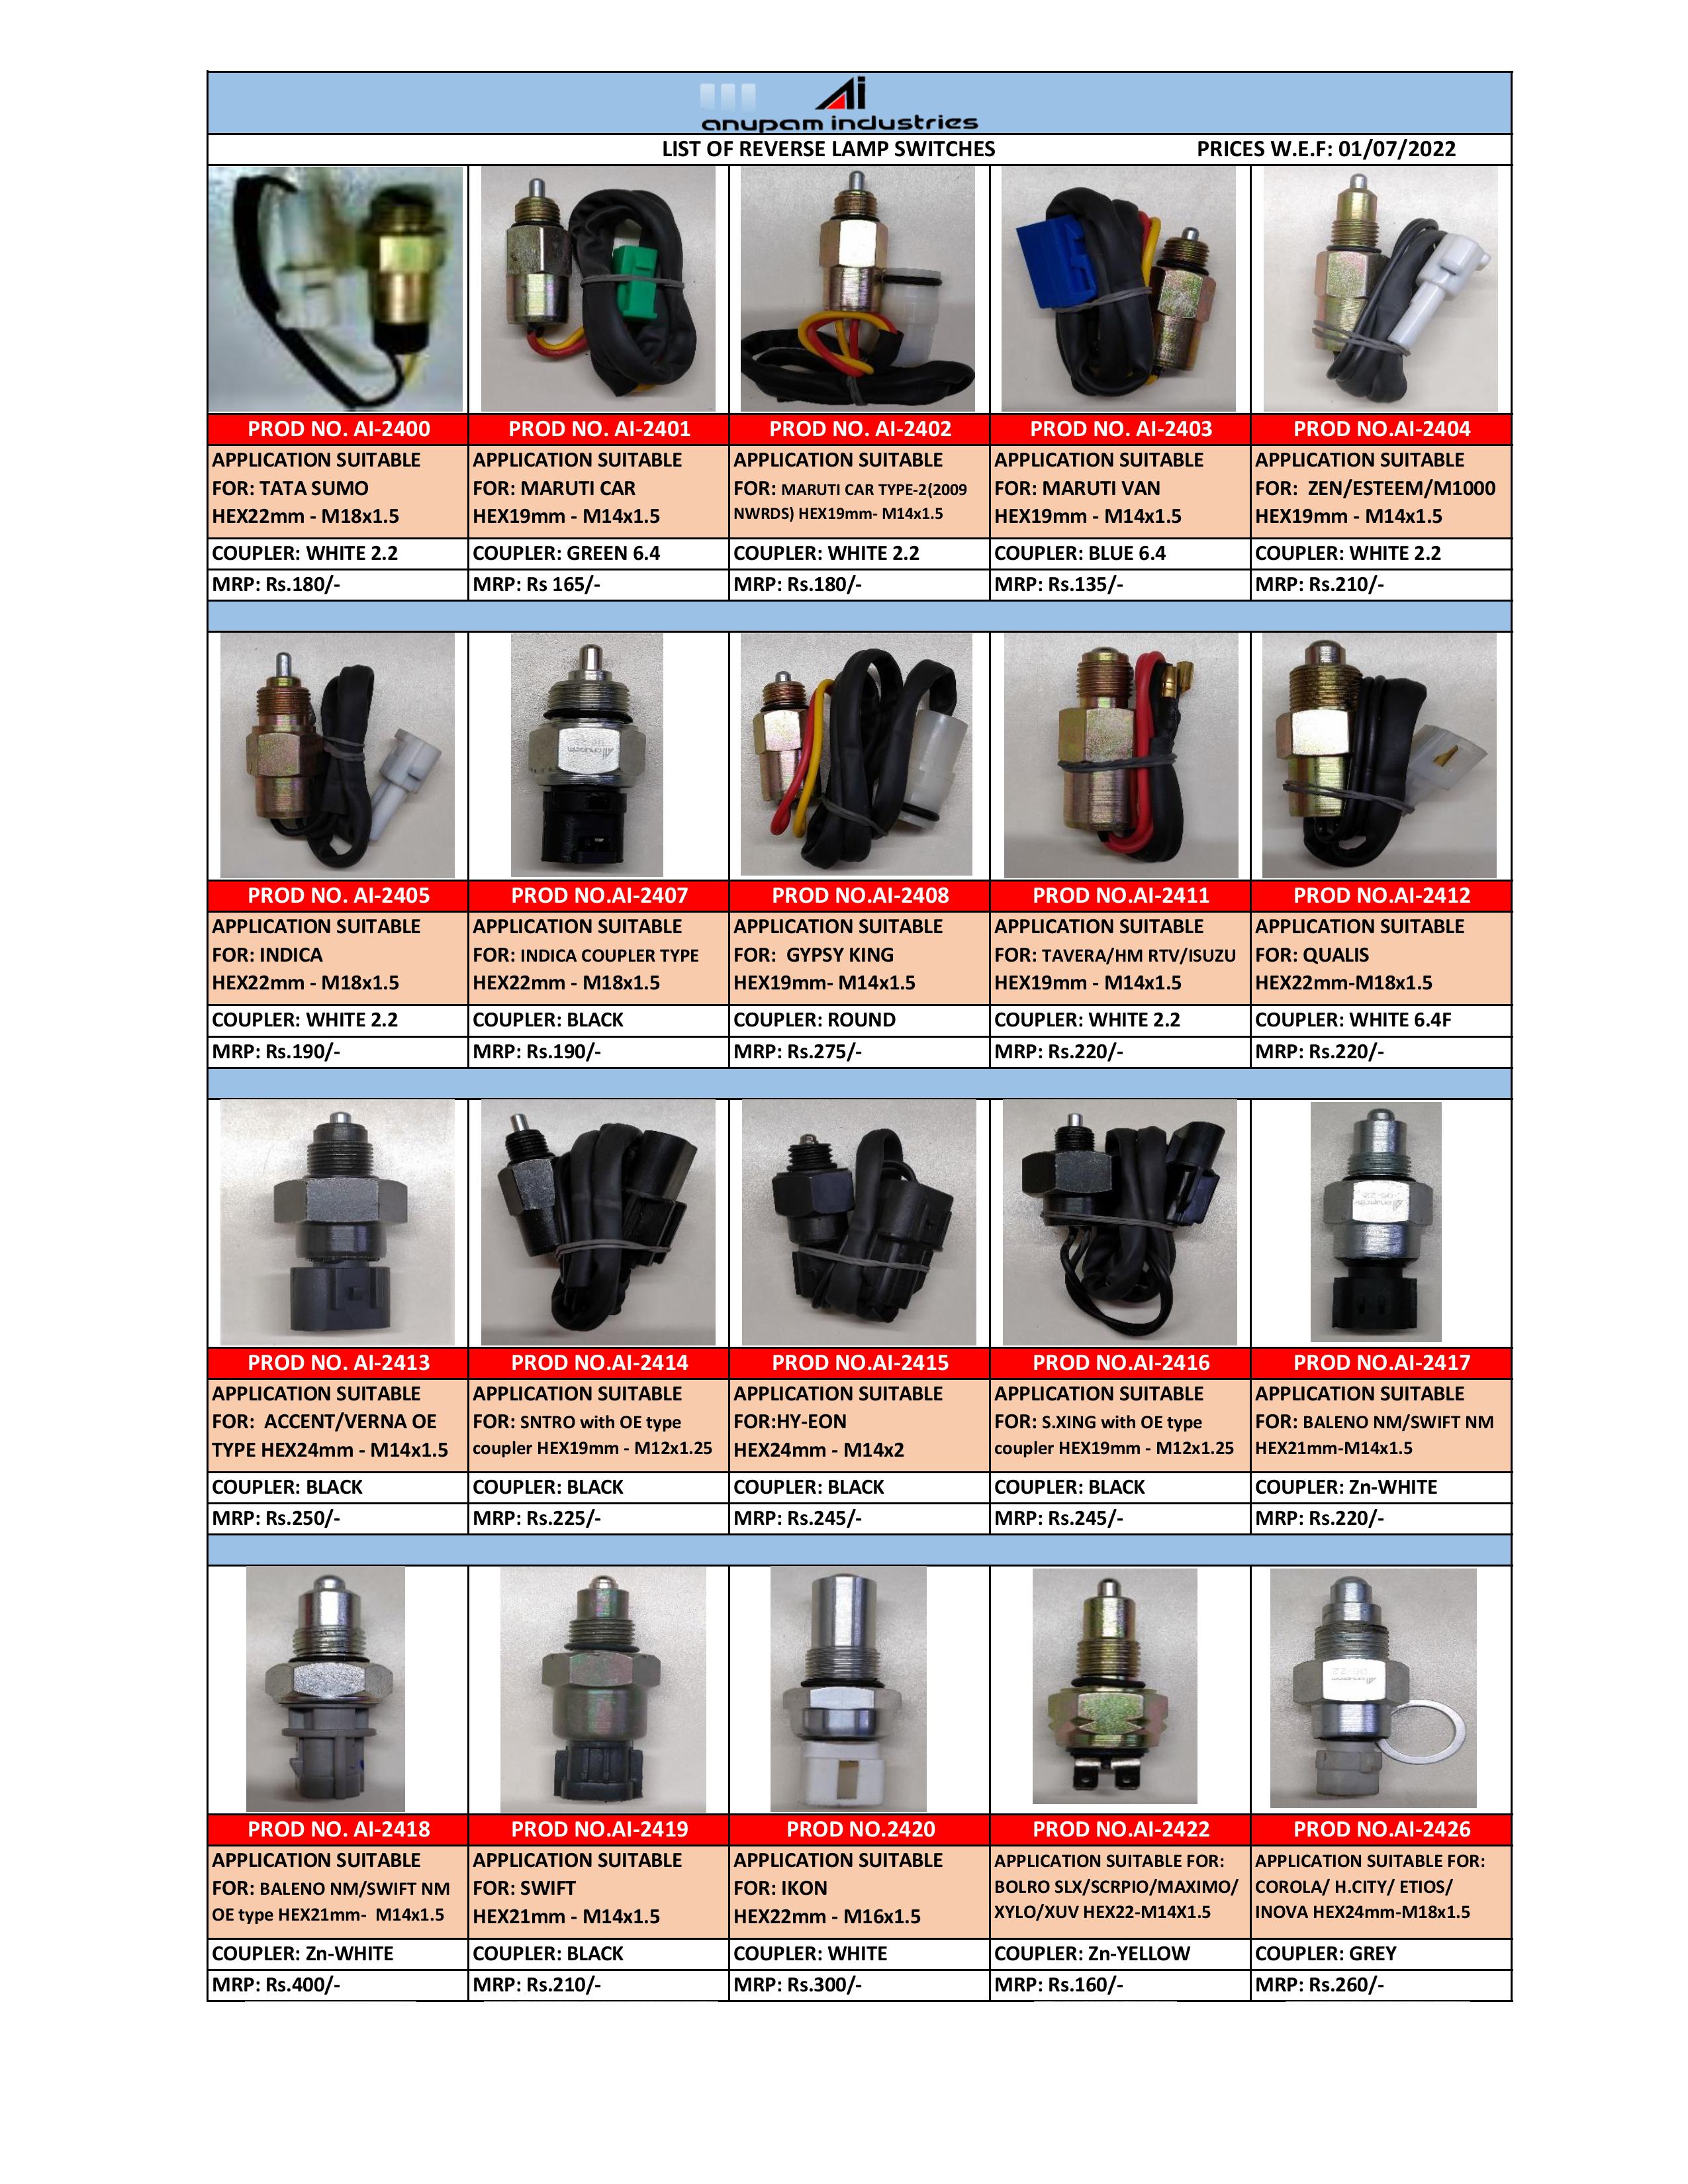 Ai
anupam industries
LIST OF REVERSE LAMP SWITCHES PRICES W.E.F: 01/07/2022
PROD NO. AI-2400 PROD NO. AI-2401 PROD NO. AI-2402 PROD NO. AI-2403 PROD NO.AI-2404
APPLICATION SUITABLE APPLICATION SUITABLE APPLICATION SUITABLE APPLICATION SUITABLE APPLICATION SUITABLE
FOR: TATA SUMO FOR: MARUTI CAR FOR: MARUTI CAR TYPE-2(2009 FOR: MARUTI VAN FOR: ZEN/ESTEEM/M1000
HEX22mm - M18x1.5 HEX19mm - M14x1.5 NWRDS) HEX19mm- M14x1.5 HEX19mm - M14x1.5 HEX19mm - M14x1.5
COUPLER: WHITE 2.2 COUPLER: GREEN 6.4 COUPLER: WHITE 2.2 COUPLER: BLUE 6.4 COUPLER: WHITE 2.2
MRP: Rs.180/- MRP: Rs 165/- MRP: Rs.180/- MRP: Rs.135/- MRP: Rs.210/-
PROD NO. AI-2405 PROD NO.AI-2407 PROD NO.AI-2408 PROD NO.AI-2411 PROD NO.AI-2412
APPLICATION SUITABLE APPLICATION SUITABLE APPLICATION SUITABLE APPLICATION SUITABLE APPLICATION SUITABLE
FOR: INDICA FOR: INDICA COUPLER TYPE FOR: GYPSY KING FOR: TAVERA/HM RTV/ISUZU FOR: QUALIS
HEX22mm - M18x1.5 HEX22mm - M18x1.5 HEX19mm- M14x1.5 HEX19mm - M14x1.5 HEX22mm-M18x1.5
COUPLER: WHITE 2.2 COUPLER: BLACK COUPLER: ROUND COUPLER: WHITE 2.2 COUPLER: WHITE 6.4F
MRP: Rs.190/- MRP: Rs.190/- MRP: Rs.275/- MRP: Rs.220/- MRP: Rs.220/-
PROD NO. AI-2413 PROD NO.AI-2414 PROD NO.AI-2415 PROD NO.AI-2416 PROD NO.AI-2417
APPLICATION SUITABLE APPLICATION SUITABLE APPLICATION SUITABLE APPLICATION SUITABLE APPLICATION SUITABLE
FOR: ACCENT/VERNA OE FOR: SNTRO with OE type FOR:HY-EON FOR: S.XING with OE type FOR: BALENO NM/SWIFT NM
TYPE HEX24mm - M14x1.5 coupler HEX19mm - M12x1.25 HEX24mm - M14x2 coupler HEX19mm - M12x1.25 HEX21mm-M14x1.5
COUPLER: BLACK COUPLER: BLACK COUPLER: BLACK COUPLER: BLACK COUPLER: Zn-WHITE
MRP: Rs.250/- MRP: Rs.225/- MRP: Rs.245/- MRP: Rs.245/- MRP: Rs.220/-
PROD NO. AI-2418 PROD NO.AI-2419 PROD NO.2420 PROD NO.AI-2422 PROD NO.AI-2426
APPLICATION SUITABLE APPLICATION SUITABLE APPLICATION SUITABLE APPLICATION SUITABLE FOR: APPLICATION SUITABLE FOR:
FOR: BALENO NM/SWIFT NM FOR: SWIFT FOR: IKON BOLRO SLX/SCRPIO/MAXIMO/ COROLA/ H.CITY/ ETIOS/
OE type HEX21mm- M14x1.5 HEX21mm - M14x1.5 HEX22mm - M16x1.5 XYLO/XUV HEX22-M14X1.5 INOVA HEX24mm-M18x1.5
COUPLER: Zn-WHITE COUPLER: BLACK COUPLER: WHITE COUPLER: Zn-YELLOW COUPLER: GREY
MRP: Rs.400/- MRP: Rs.210/- MRP: Rs.300/- MRP: Rs.160/- MRP: Rs.260/-